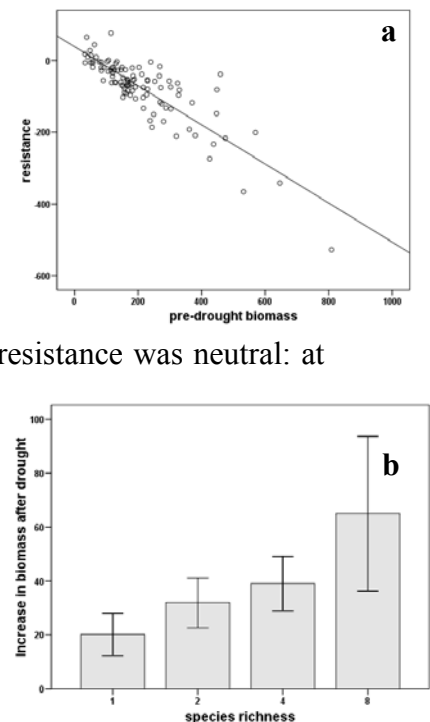 a
0
-200
-400
-600
resistance
0 200 400 600 800 1000
pre-drought biomass
resistance was neutral: at
b
100
80
60
40
20
0
Increase in biomass after drought
1 2 4 8
species richness